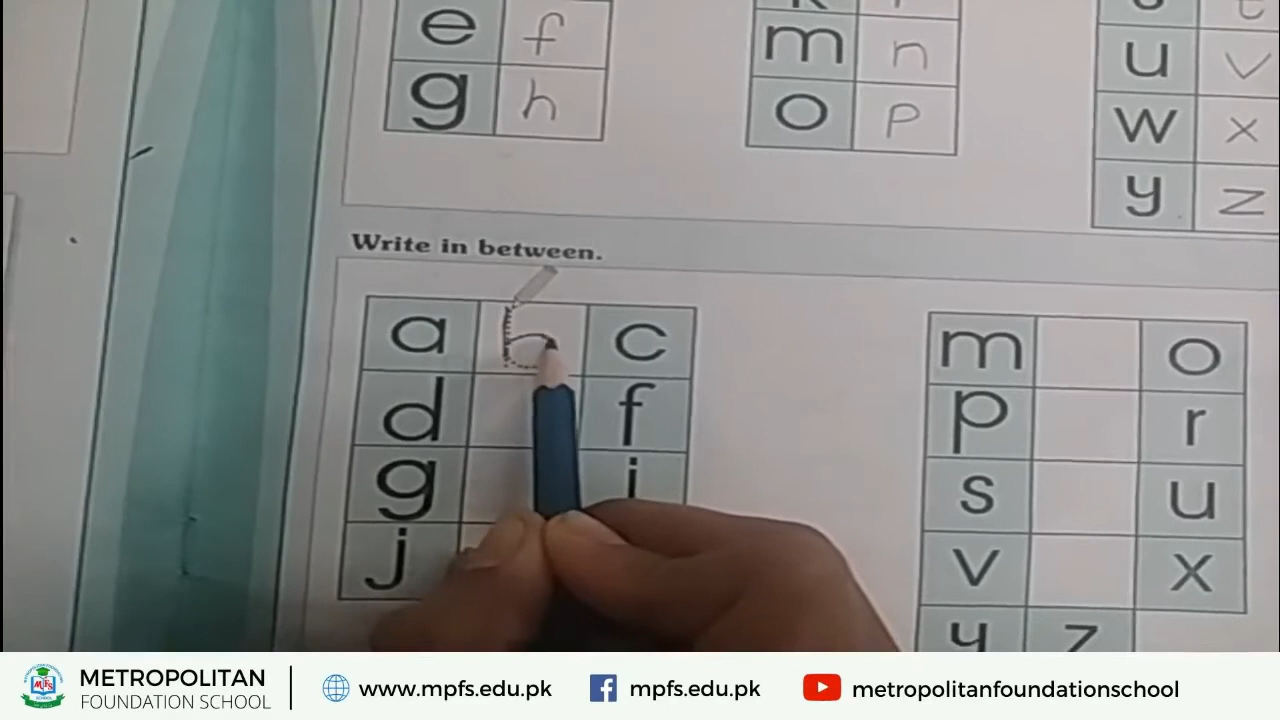 e f
g h
m n
o p
u v
w x
y z
Write in between.
a b c
d f
g i
j
m o
p r
s u
v x
y z
METROPOLITAN
FOUNDATION SCHOOL
www.mpfs.edu.pk
mpfs.edu.pk
metropolitanfoundationschool